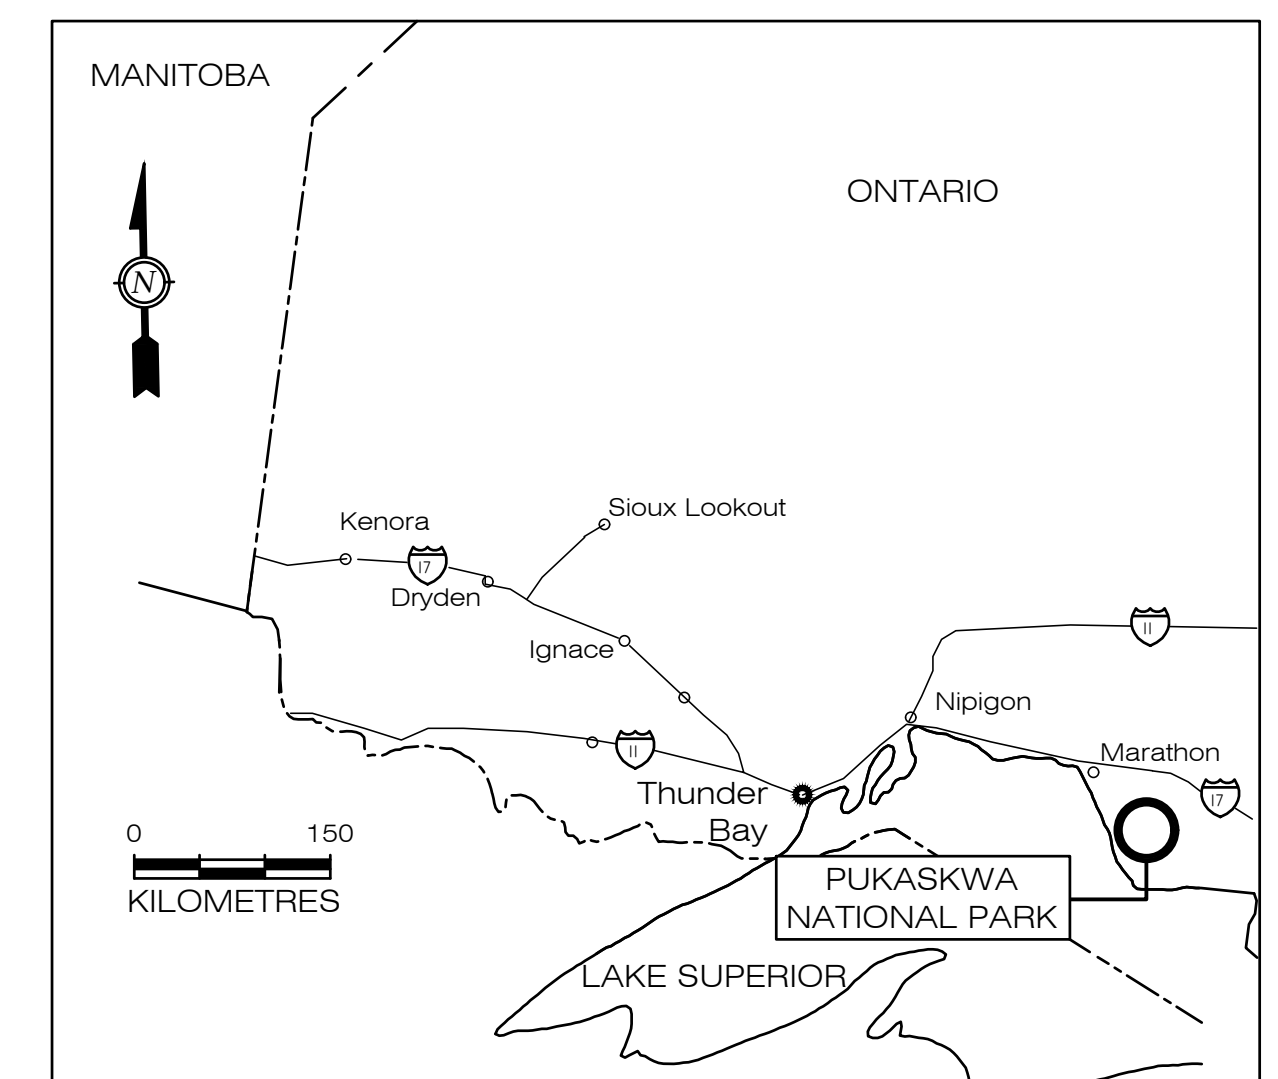 MANITOBA
ONTARIO
N
Sioux Lookout
Kenora
17
Dryden
11
Ignace
Nipigon
11
Marathon
Thunder
Bay
17
0 150
KILOMETRES
PUKASKWA
NATIONAL PARK
LAKE SUPERIOR